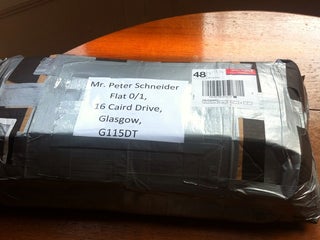 Mr. Peter Schneider
Flat 0/1,
16 Caird Drive,
Glasgow,
G115DT
48